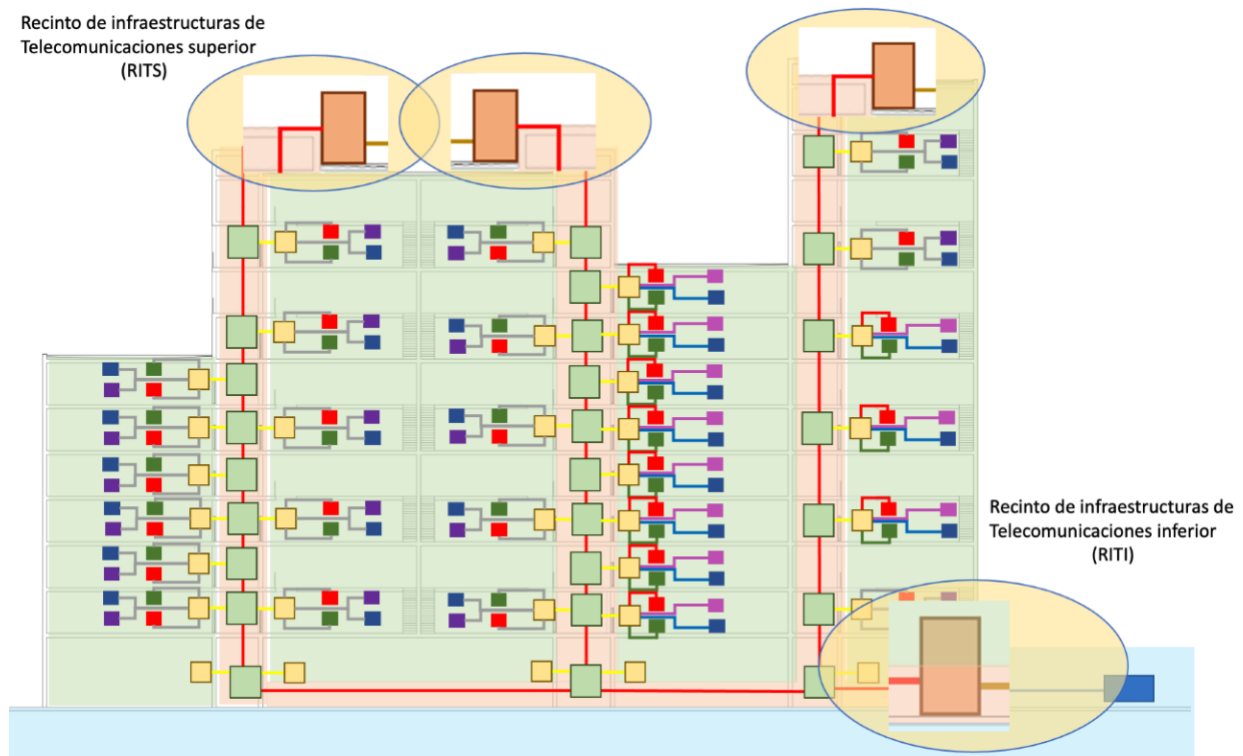 Recinto de infraestructuras de
Telecomunicaciones superior
(RITS)
Recinto de infraestructuras de
Telecomunicaciones inferior
(RITI)